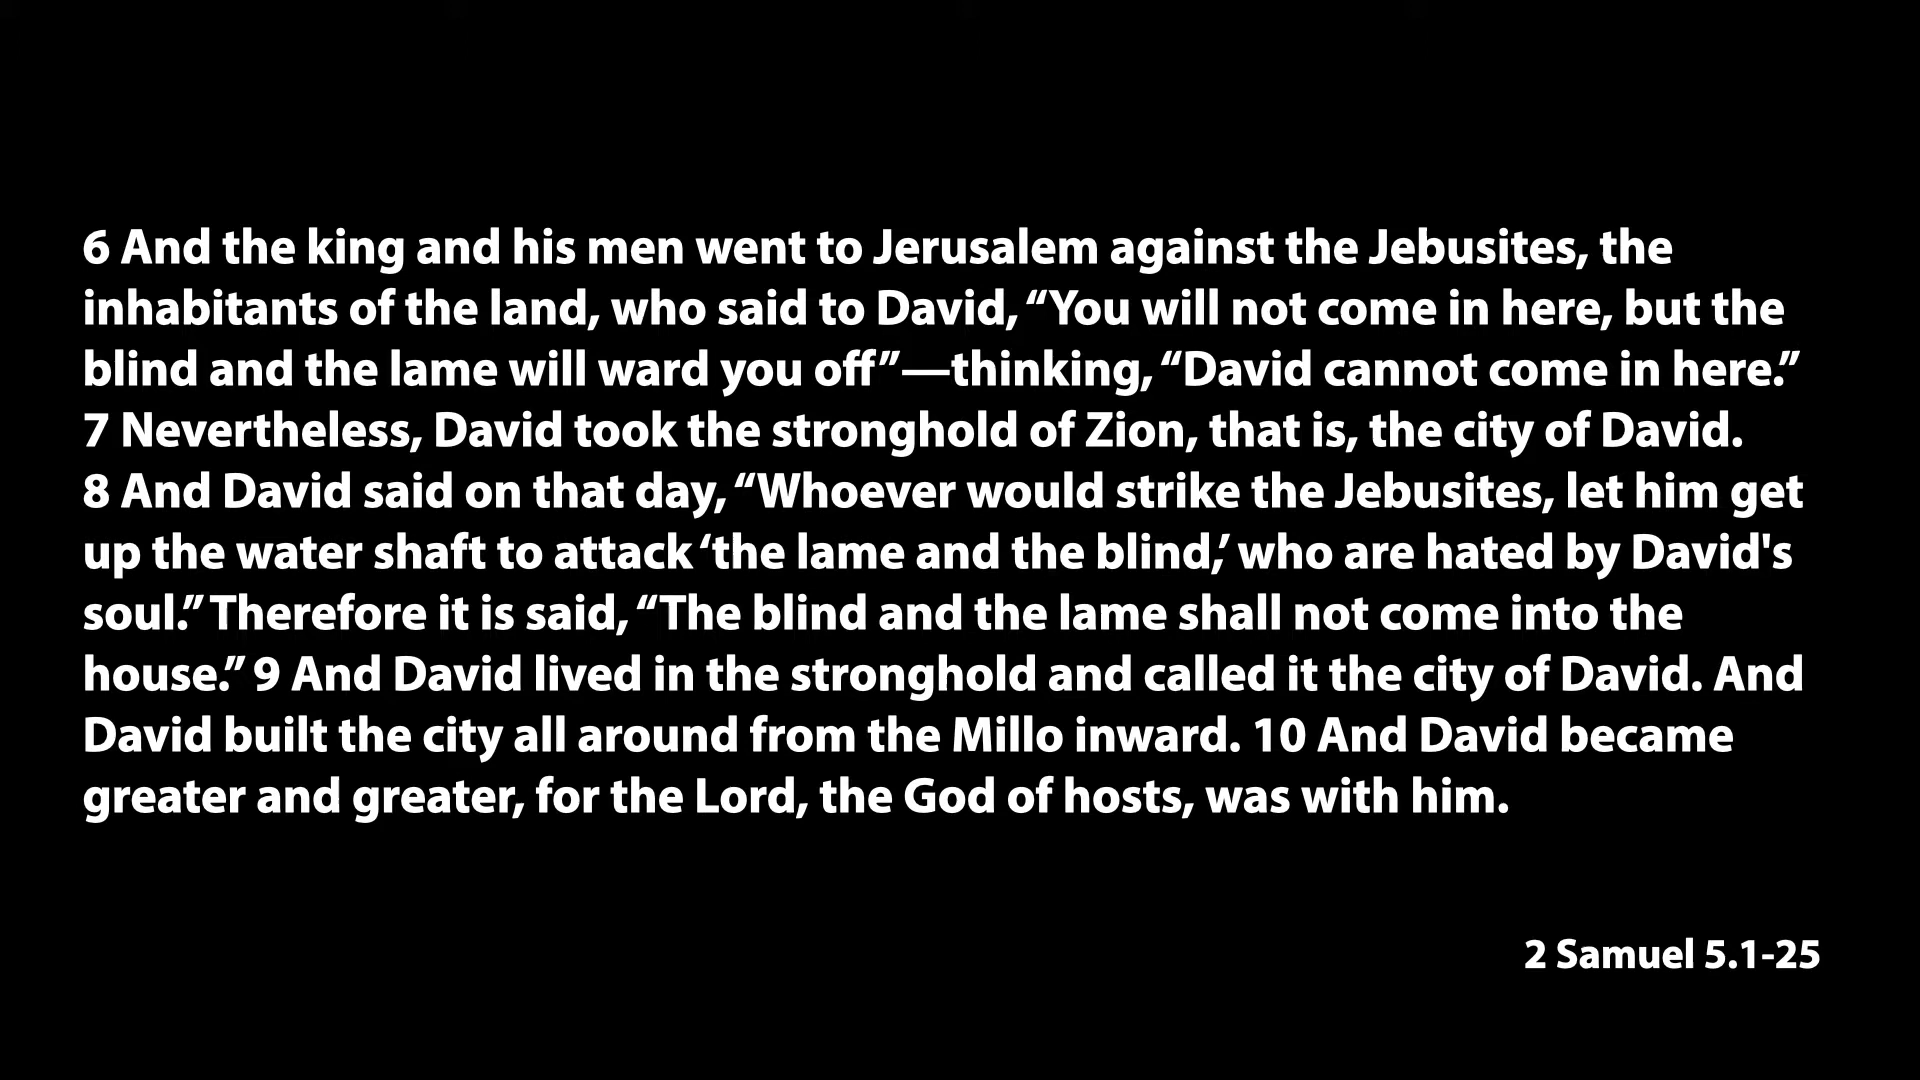 6 And the king and his men went to Jerusalem against the Jebusites, the
inhabitants of the land, who said to David, “You will not come in here, but the
blind and the lame will ward you off”—thinking, “David cannot come in here.”
7 Nevertheless, David took the stronghold of Zion, that is, the city of David.
8 And David said on that day, “Whoever would strike the Jebusites, let him get
up the water shaft to attack ‘the lame and the blind,’ who are hated by David's
soul.” Therefore it is said, “The blind and the lame shall not come into the
house.” 9 And David lived in the stronghold and called it the city of David. And
David built the city all around from the Millo inward. 10 And David became
greater and greater, for the Lord, the God of hosts, was with him.
2 Samuel 5.1-25